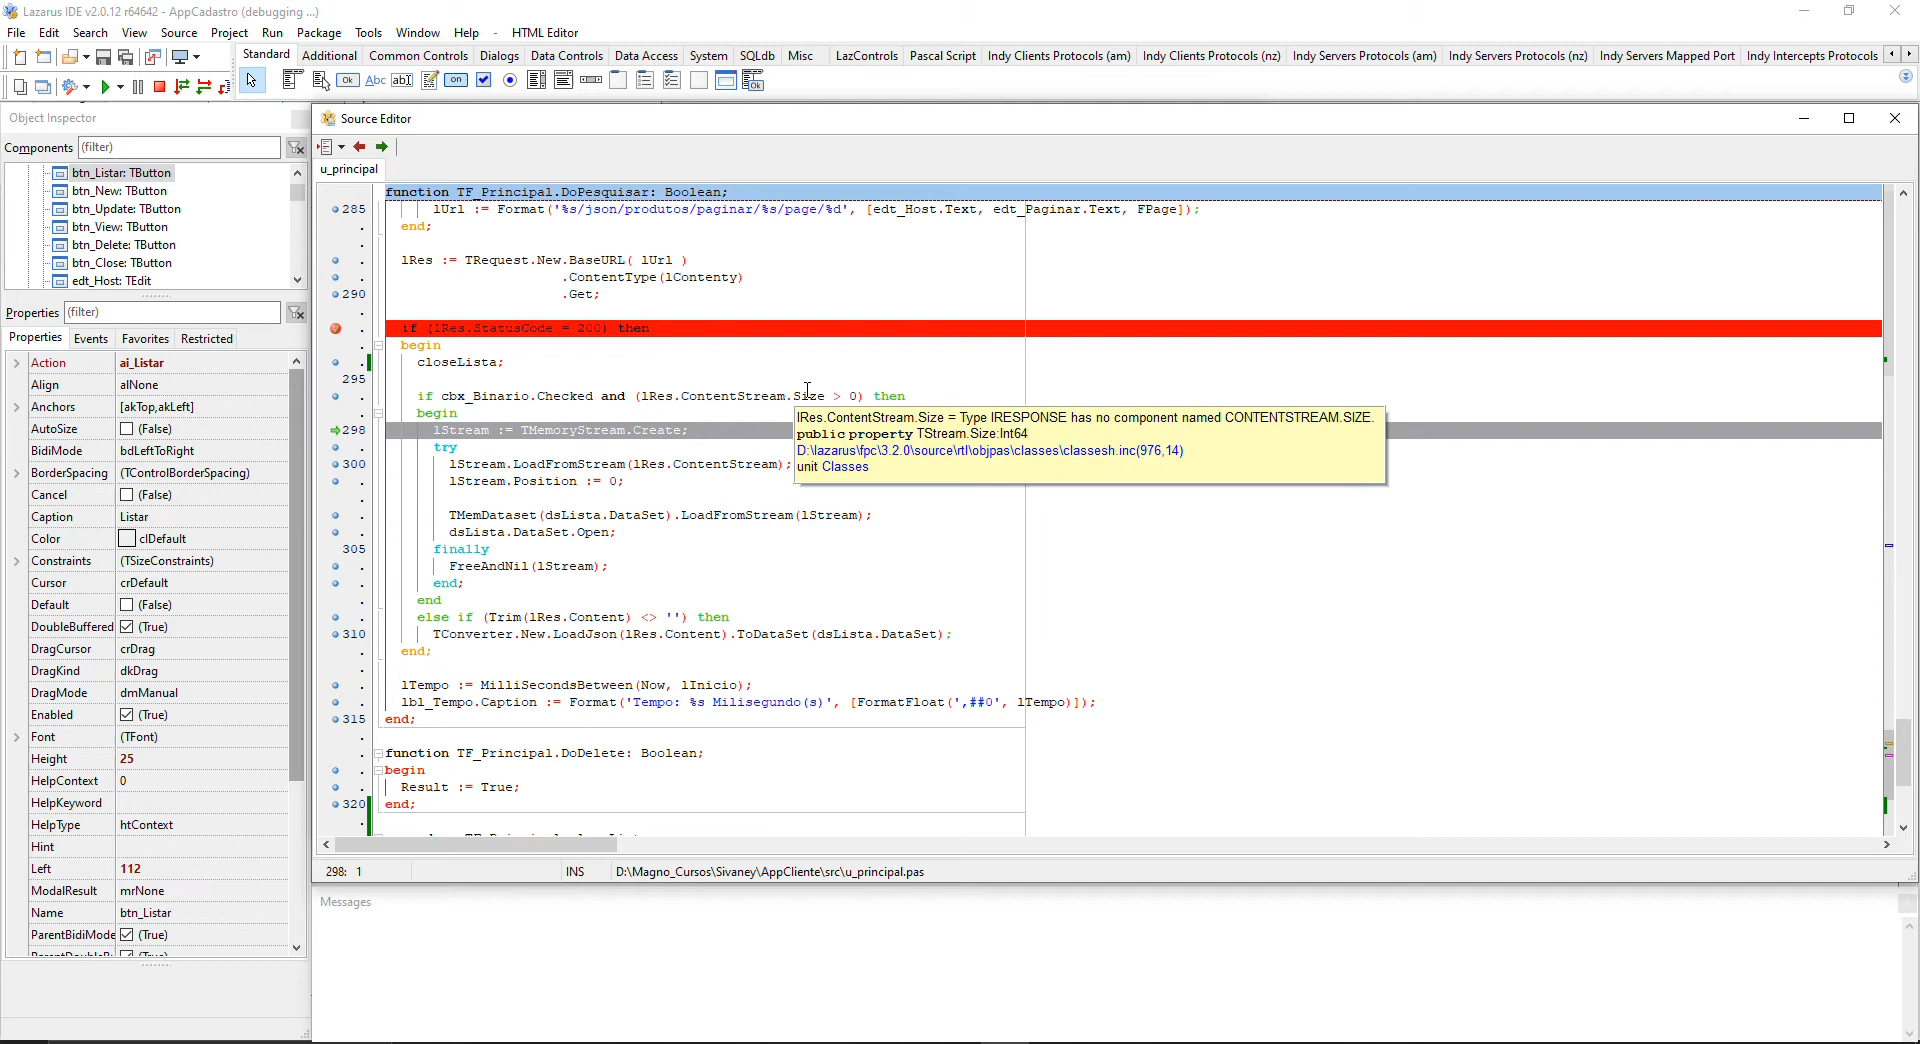 Lazarus IDE v2.0.12 r64642 - AppCadastro (debugging ...)
File Edit Search View Source Project Run Package Tools Window Help - HTML Editor
Standard Additional Common Controls Dialogs Data Controls Data Access System SQLdb Misc LazControls Pascal Script Indy Clients Protocols (am) Indy Clients Protocols (nz) Indy Servers Protocols (am) Indy Servers Protocols (nz) Indy Servers Mapped Port Indy Intercepts Protocols
Ok Abc abI on Ok
Object Inspector
Components (filter)
btn_Listar: TButton
btn_New: TButton
btn_Update: TButton
btn_View: TButton
btn_Delete: TButton
btn_Close: TButton
edt_Host: TEdit
Properties (filter)
Properties Events Favorites Restricted
Action ai_Listar
Align alNone
Anchors [akTop,akLeft]
AutoSize (False)
BidiMode bdLeftToRight
BorderSpacing (TControlBorderSpacing)
Cancel (False)
Caption Listar
Color clDefault
Constraints (TSizeConstraints)
Cursor crDefault
Default (False)
DoubleBuffered (True)
DragCursor crDrag
DragKind dkDrag
DragMode dmManual
Enabled (True)
Font (TFont)
Height 25
HelpContext 0
HelpKeyword
HelpType htContext
Hint
Left 112
ModalResult mrNone
Name btn_Listar
ParentBidiMode (True)
Source Editor
u_principal
function TF_Principal.DoPesquisar: Boolean;
285 lUrl := Format('%s/json/produtos/paginar/%s/page/%d', [edt_Host.Text, edt_Paginar.Text, FPage]);
end;
lRes := TRequest.New.BaseURL( lUrl )
.ContentType(lContenty)
290 .Get;
if (lRes.StatusCode = 200) then
begin
closeLista;
295
if cbx_Binario.Checked and (lRes.ContentStream.Size > 0) then
begin
298 lStream := TMemoryStream.Create;
try
300 lStream.LoadFromStream(lRes.ContentStream);
lStream.Position := 0;
TMemDataset(dsLista.DataSet).LoadFromStream(lStream);
dsLista.DataSet.Open;
305 finally
FreeAndNil(lStream);
end;
end
else if (Trim(lRes.Content) <> '') then
310 TConverter.New.LoadJson(lRes.Content).ToDataSet(dsLista.DataSet);
end;
lTempo := MilliSecondsBetween(Now, lInicio);
lbl_Tempo.Caption := Format('Tempo: %s Milisegundo(s)', [FormatFloat(',##0', lTempo)]);
315 end;
function TF_Principal.DoDelete: Boolean;
begin
Result := True;
320 end;
lRes.ContentStream.Size = Type IRESPONSE has no component named CONTENTSTREAM.SIZE.
public property TStream.Size:Int64
D:\lazarus\fpc\3.2.0\source\rtl\objpas\classes\classesh.inc(976,14)
unit Classes
298: 1 INS D:\Magno_Cursos\Sivaney\AppCliente\src\u_principal.pas
Messages